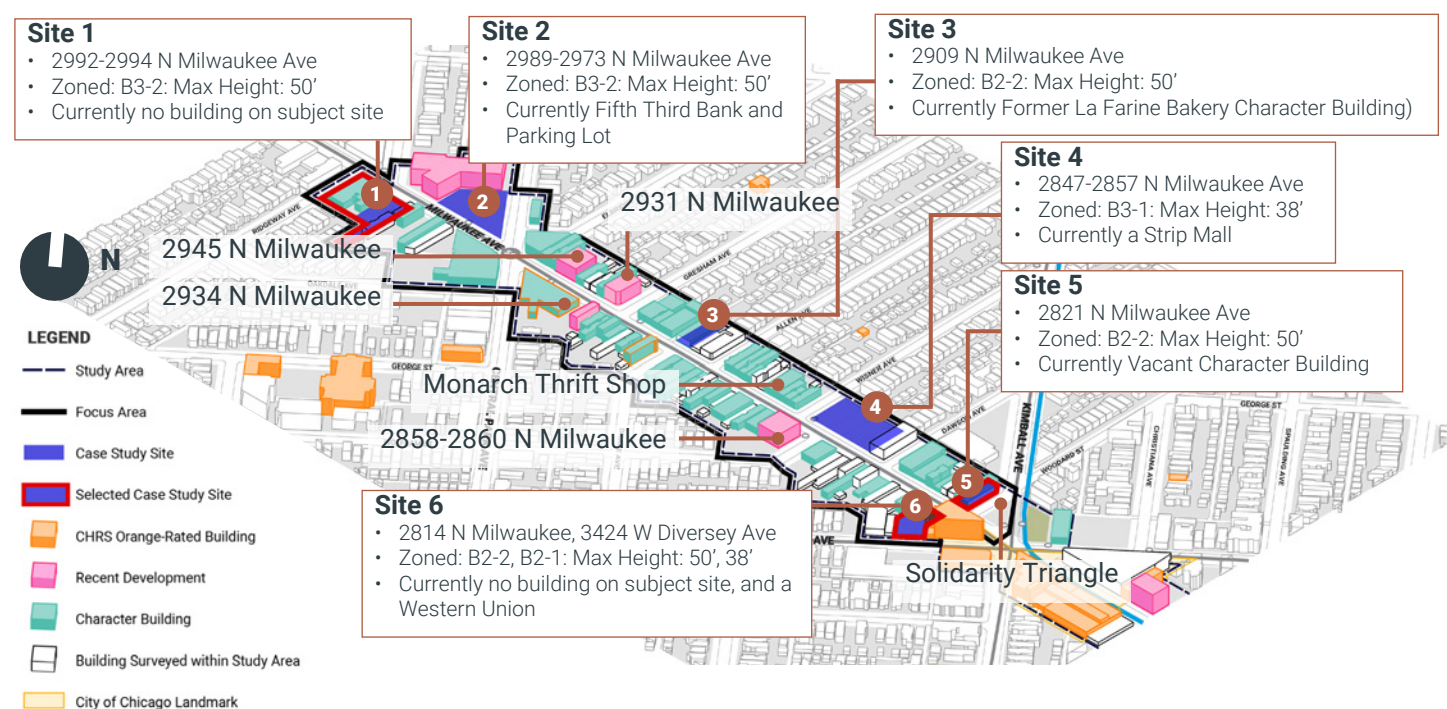 Site 1
• 2992-2994 N Milwaukee Ave
• Zoned: B3-2: Max Height: 50’
• Currently no building on subject site
Site 2
• 2989-2973 N Milwaukee Ave
• Zoned: B3-2: Max Height: 50’
• Currently Fifth Third Bank and
Parking Lot
Site 3
• 2909 N Milwaukee Ave
• Zoned: B2-2: Max Height: 50’
• Currently Former La Farine Bakery Character Building)
Site 4
• 2847-2857 N Milwaukee Ave
• Zoned: B3-1: Max Height: 38’
• Currently a Strip Mall
Site 5
• 2821 N Milwaukee Ave
• Zoned: B2-2: Max Height: 50’
• Currently Vacant Character Building
Site 6
• 2814 N Milwaukee, 3424 W Diversey Ave
• Zoned: B2-2, B2-1: Max Height: 50’, 38’
• Currently no building on subject site, and a
Western Union
1
2
3
4
5
6
2931 N Milwaukee
2945 N Milwaukee
2934 N Milwaukee
Monarch Thrift Shop
2858-2860 N Milwaukee
Solidarity Triangle
N
RIDGEWAY AVE
MILWAUKEE AVE
GRESHAM AVE
ALLEN AVE
WISNER AVE
DAWSON AVE
KIMBALL AVE
WOODARD ST
CHRISTIANA AVE
SPAULDING AVE
GEORGE ST
GEORGE ST
AVE
LEGEND
Study Area
Focus Area
Case Study Site
Selected Case Study Site
CHRS Orange-Rated Building
Recent Development
Character Building
Building Surveyed within Study Area
City of Chicago Landmark